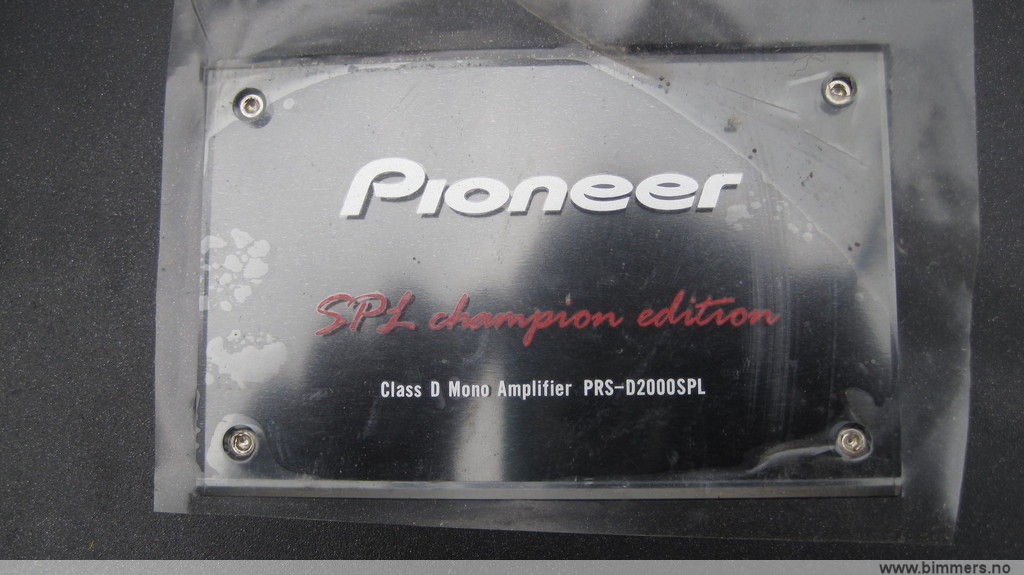 Pioneer
SPL champion edition
Class D Mono Amplifier PRS-D2000SPL
www.bimmers.no